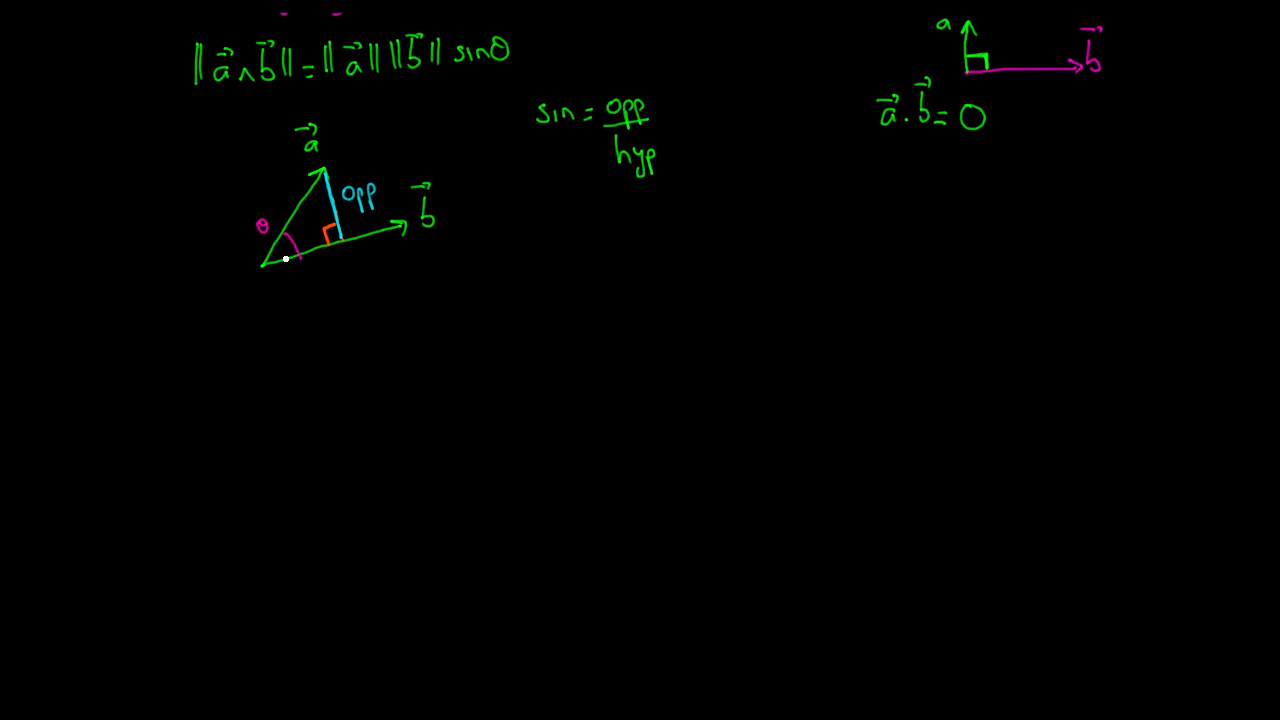 ‖a⃗ ∧ b⃗‖ = ‖a⃗‖ ‖b⃗‖ sinθ
sin = opp
hyp
a⃗
opp
b⃗
θ
a
b⃗
a⃗ . b⃗ = 0